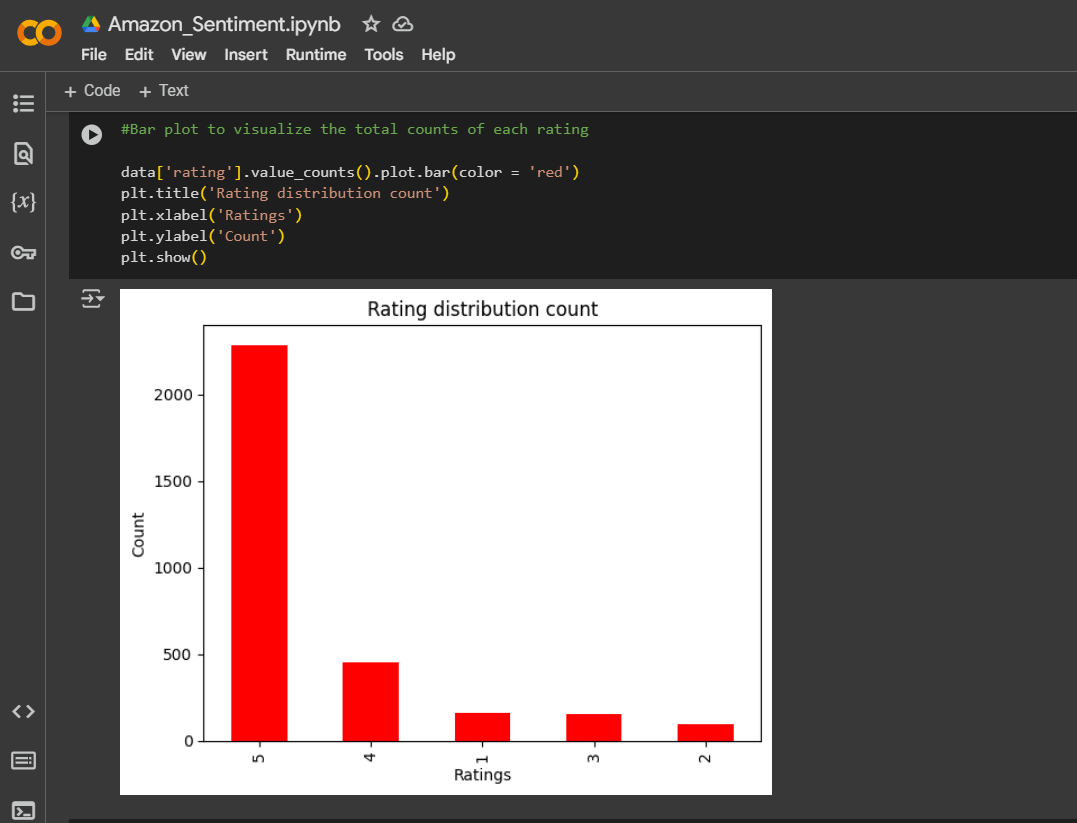 Amazon_Sentiment.ipynb
File Edit View Insert Runtime Tools Help
+ Code + Text
{x}
#Bar plot to visualize the total counts of each rating
data['rating'].value_counts().plot.bar(color = 'red')
plt.title('Rating distribution count')
plt.xlabel('Ratings')
plt.ylabel('Count')
plt.show()
Rating distribution count
2000
1500
1000
500
0
Count
5 4 1 3 2
Ratings